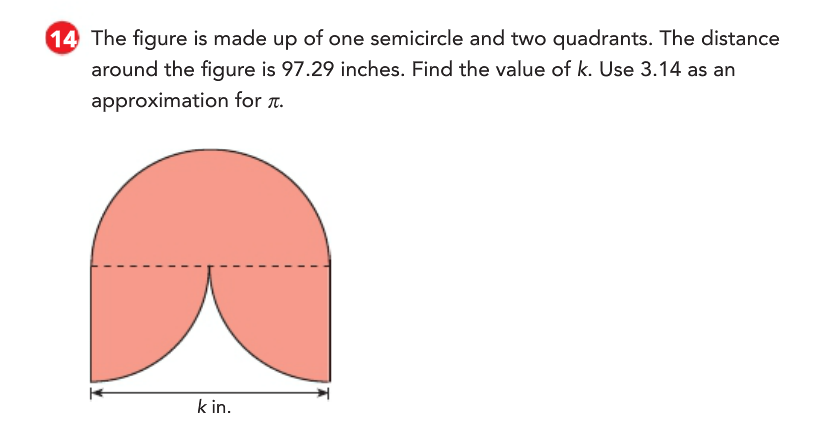 14 The figure is made up of one semicircle and two quadrants. The distance
around the figure is 97.29 inches. Find the value of k. Use 3.14 as an
approximation for π.
k in.